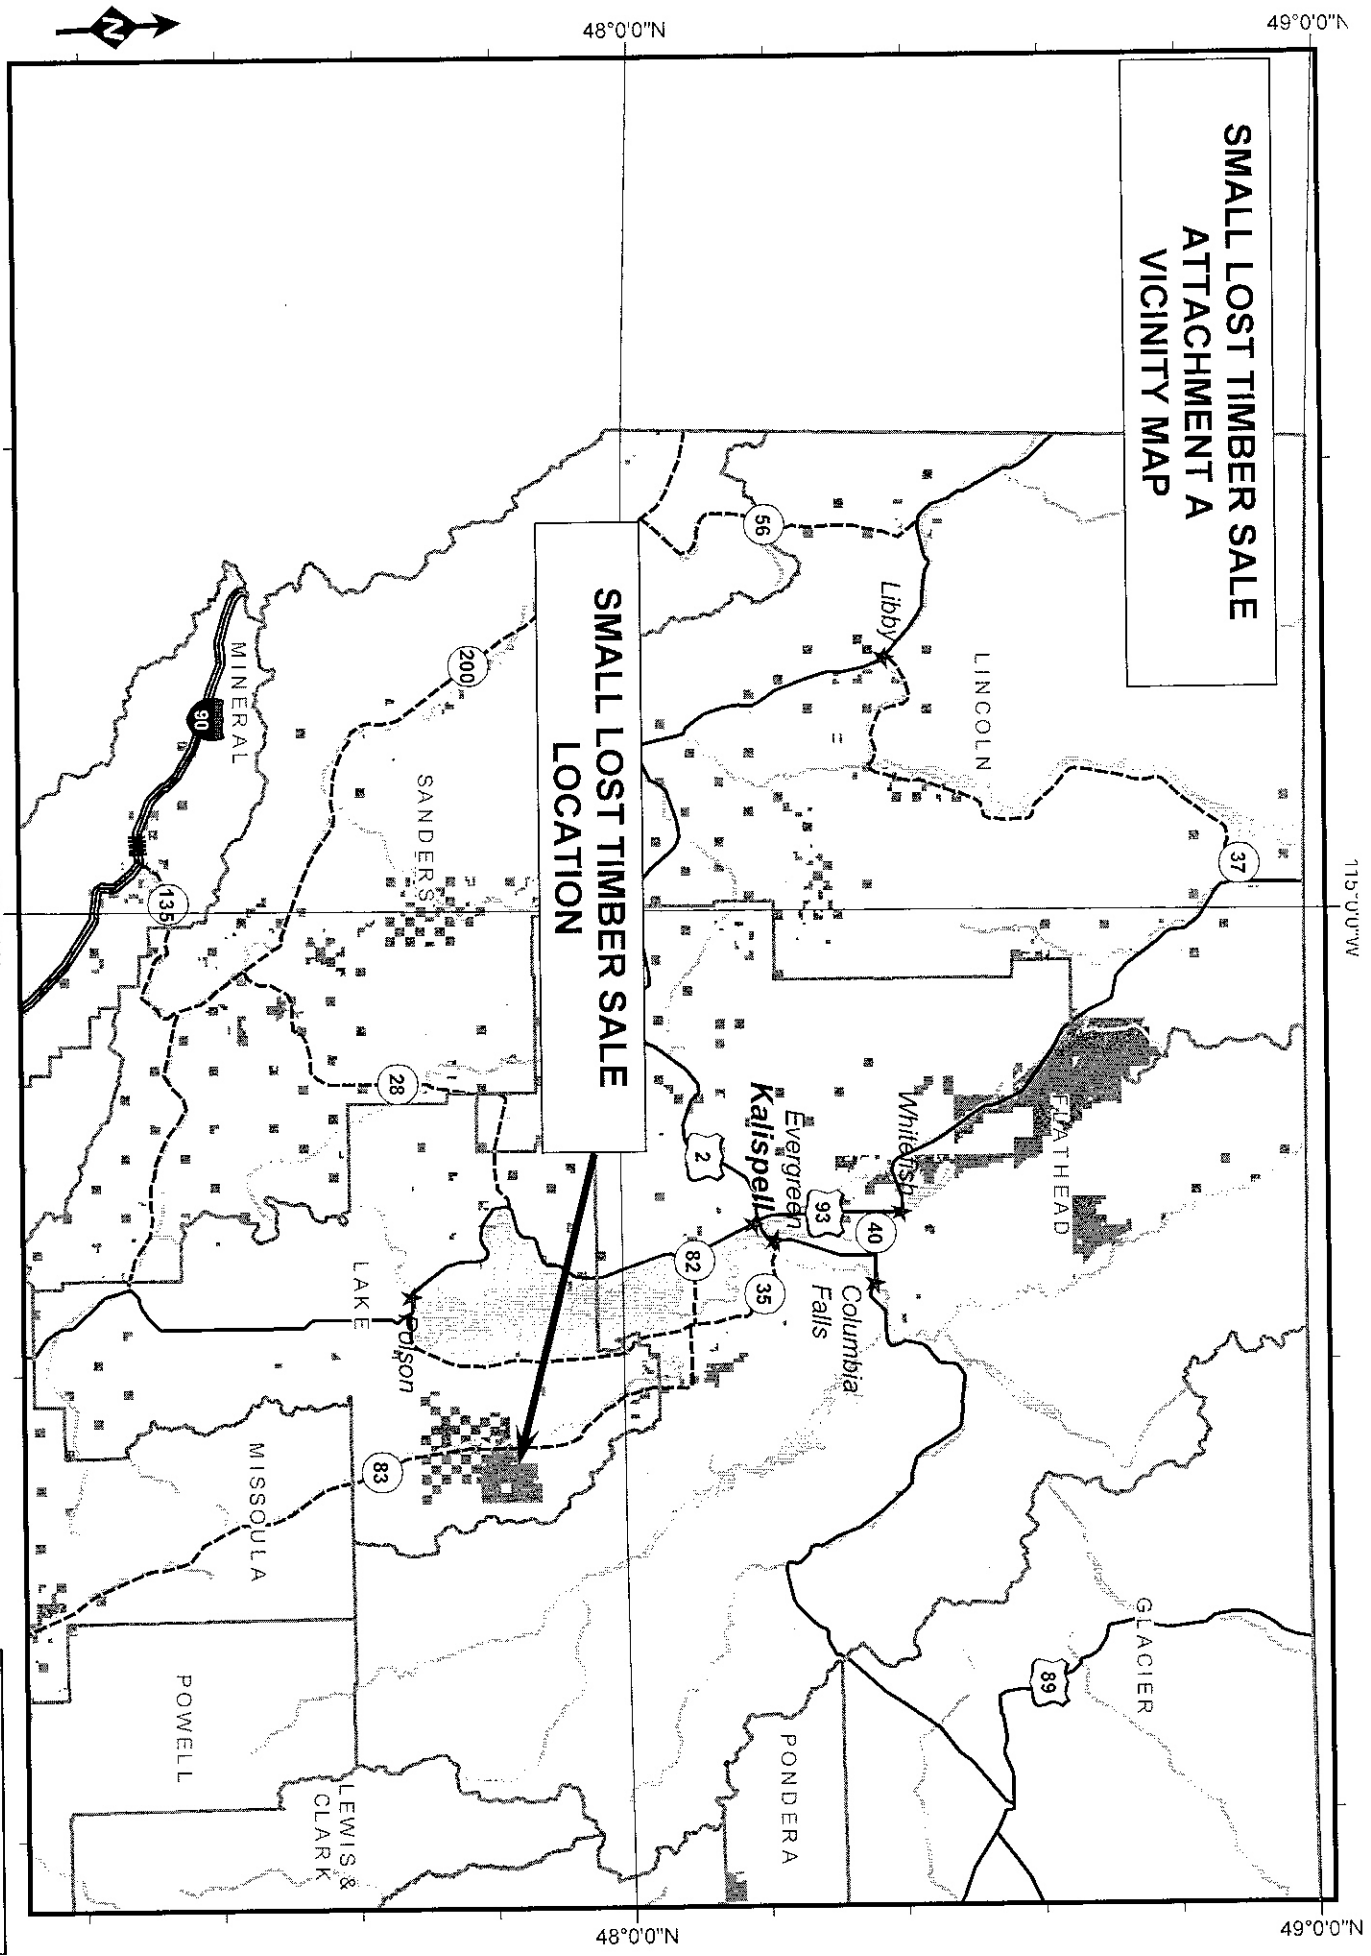 SMALL LOST TIMBER SALE
ATTACHMENT A
VICINITY MAP
N
49°0'0"N
49°0'0"N
48°0'0"N
48°0'0"N
115°0'0"W
37
LINCOLN
FLATHEAD
GLACIER
89
Libby
56
Whitefish
40
Columbia
Falls
93
Evergreen
Kalispell
35
2
82
PONDERA
SMALL LOST TIMBER SALE
LOCATION
200
SANDERS
28
Polson
LAKE
83
LEWIS &
CLARK
MINERAL
90
135
MISSOULA
POWELL